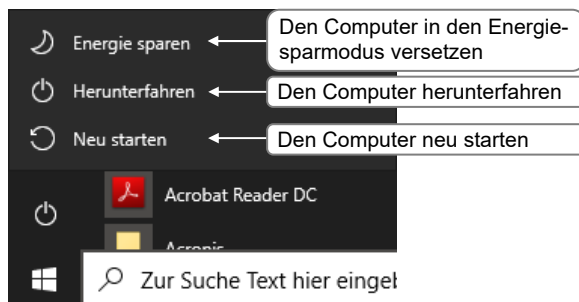 Energie sparen
Den Computer in den Energie-
sparmodus versetzen
Herunterfahren
Den Computer herunterfahren
Neu starten
Den Computer neu starten
Acrobat Reader DC
Acronis
Zur Suche Text hier eingeb